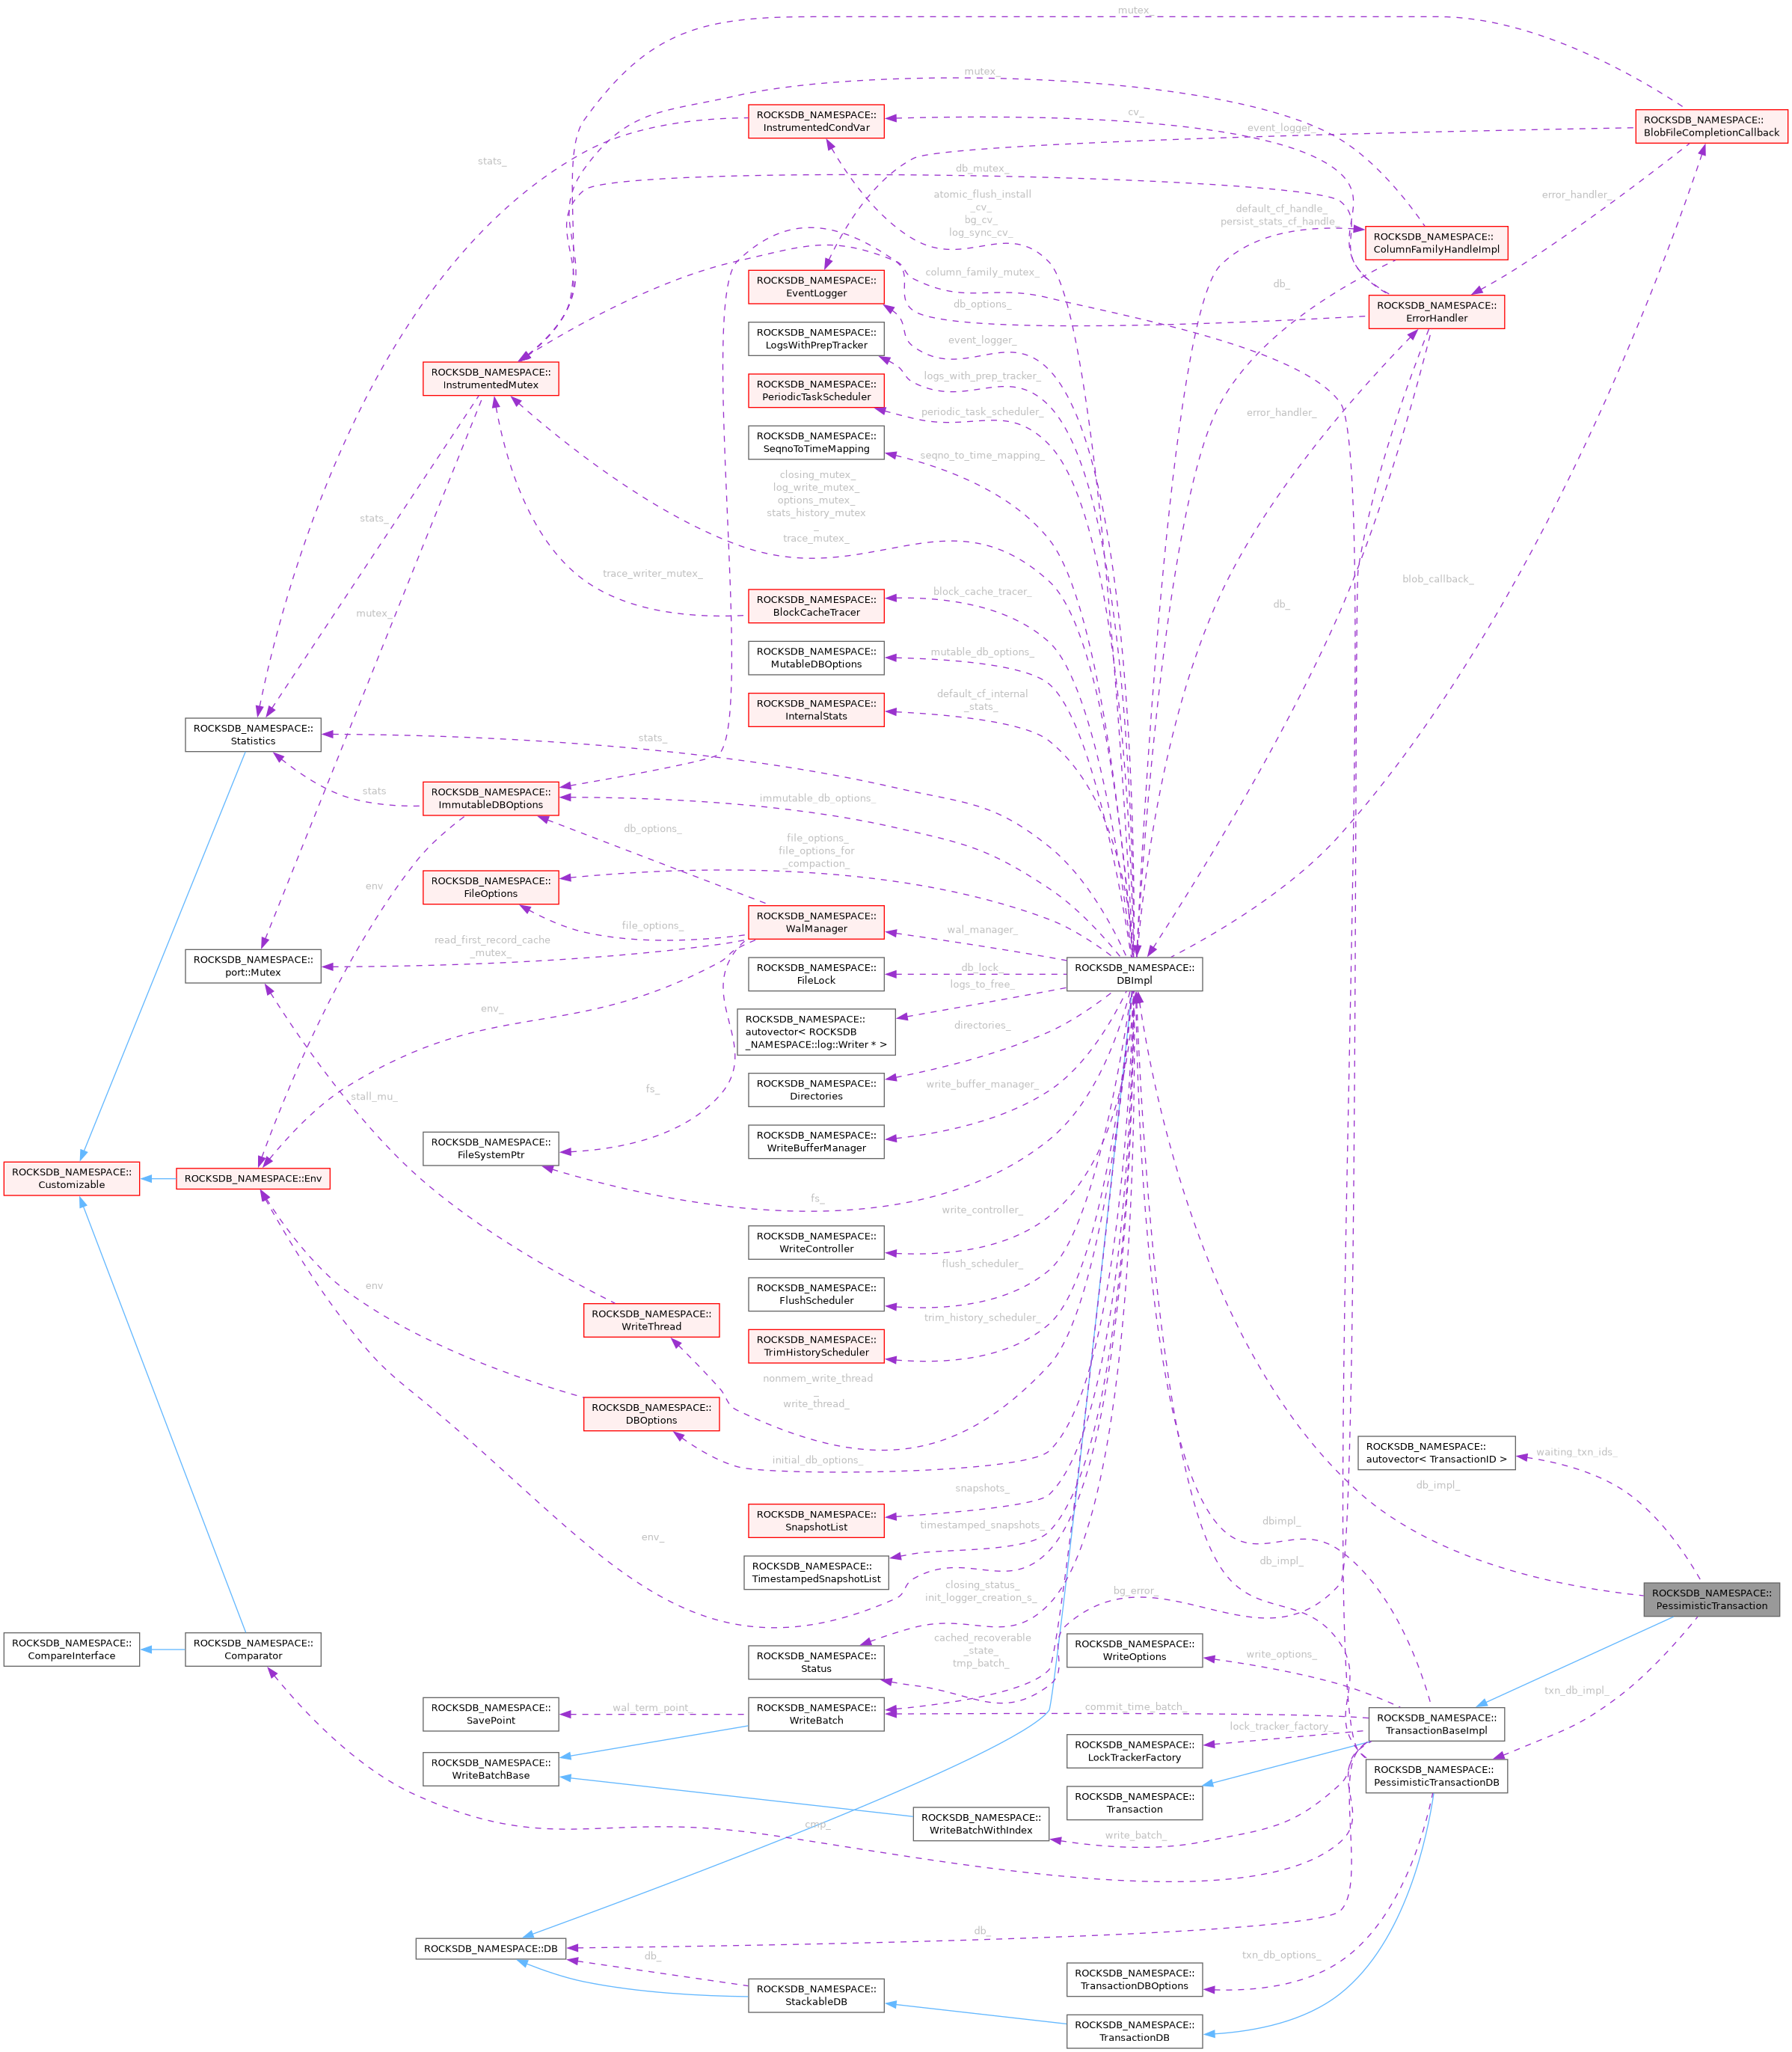 mutex_
mutex_
ROCKSDB_NAMESPACE::
InstrumentedCondVar
cv_
ROCKSDB_NAMESPACE::
BlobFileCompletionCallback
event_logger_
stats_
db_mutex_
error_handler_
atomic_flush_install
_cv_
bg_cv_
log_sync_cv_
default_cf_handle_
persist_stats_cf_handle_
ROCKSDB_NAMESPACE::
ColumnFamilyHandleImpl
ROCKSDB_NAMESPACE::
EventLogger
column_family_mutex_
db_
db_options_
ROCKSDB_NAMESPACE::
ErrorHandler
ROCKSDB_NAMESPACE::
LogsWithPrepTracker
event_logger_
ROCKSDB_NAMESPACE::
InstrumentedMutex
ROCKSDB_NAMESPACE::
PeriodicTaskScheduler
logs_with_prep_tracker_
periodic_task_scheduler_
error_handler_
ROCKSDB_NAMESPACE::
SeqnoToTimeMapping
seqno_to_time_mapping_
closing_mutex_
log_write_mutex_
options_mutex_
stats_history_mutex
_
trace_mutex_
stats_
trace_writer_mutex_
ROCKSDB_NAMESPACE::
BlockCacheTracer
block_cache_tracer_
db_
blob_callback_
mutex_
ROCKSDB_NAMESPACE::
MutableDBOptions
mutable_db_options_
ROCKSDB_NAMESPACE::
InternalStats
default_cf_internal
_stats_
ROCKSDB_NAMESPACE::
Statistics
stats_
ROCKSDB_NAMESPACE::
ImmutableDBOptions
stats
immutable_db_options_
db_options_
file_options_
file_options_for
_compaction_
ROCKSDB_NAMESPACE::
FileOptions
env
ROCKSDB_NAMESPACE::
WalManager
file_options_
wal_manager_
read_first_record_cache
_mutex_
ROCKSDB_NAMESPACE::
port::Mutex
ROCKSDB_NAMESPACE::
FileLock
db_lock_
ROCKSDB_NAMESPACE::
DBImpl
logs_to_free_
env_
ROCKSDB_NAMESPACE::
autovector< ROCKSDB
_NAMESPACE::log::Writer * >
directories_
ROCKSDB_NAMESPACE::
Directories
stall_mu_
fs_
write_buffer_manager_
ROCKSDB_NAMESPACE::
FileSystemPtr
ROCKSDB_NAMESPACE::
WriteBufferManager
ROCKSDB_NAMESPACE::
Customizable
ROCKSDB_NAMESPACE::Env
fs_
write_controller_
ROCKSDB_NAMESPACE::
WriteController
flush_scheduler_
env
ROCKSDB_NAMESPACE::
FlushScheduler
ROCKSDB_NAMESPACE::
WriteThread
trim_history_scheduler_
ROCKSDB_NAMESPACE::
TrimHistoryScheduler
nonmem_write_thread
_
write_thread_
ROCKSDB_NAMESPACE::
DBOptions
initial_db_options_
ROCKSDB_NAMESPACE::
autovector< TransactionID >
waiting_txn_ids_
db_impl_
snapshots_
ROCKSDB_NAMESPACE::
SnapshotList
env_
timestamped_snapshots_
dbimpl_
ROCKSDB_NAMESPACE::
TimestampedSnapshotList
db_impl_
closing_status_
init_logger_creation_s_
bg_error_
ROCKSDB_NAMESPACE::
PessimisticTransaction
ROCKSDB_NAMESPACE::
CompareInterface
ROCKSDB_NAMESPACE::
Comparator
ROCKSDB_NAMESPACE::
Status
cached_recoverable
_state_
tmp_batch_
ROCKSDB_NAMESPACE::
WriteOptions
write_options_
txn_db_impl_
ROCKSDB_NAMESPACE::
SavePoint
wal_term_point_
ROCKSDB_NAMESPACE::
WriteBatch
commit_time_batch_
ROCKSDB_NAMESPACE::
TransactionBaseImpl
lock_tracker_factory_
ROCKSDB_NAMESPACE::
LockTrackerFactory
ROCKSDB_NAMESPACE::
WriteBatchBase
ROCKSDB_NAMESPACE::
PessimisticTransactionDB
ROCKSDB_NAMESPACE::
Transaction
ROCKSDB_NAMESPACE::
WriteBatchWithIndex
cmp_
write_batch_
ROCKSDB_NAMESPACE::DB
db_
db_
txn_db_options_
ROCKSDB_NAMESPACE::
TransactionDBOptions
ROCKSDB_NAMESPACE::
StackableDB
ROCKSDB_NAMESPACE::
TransactionDB